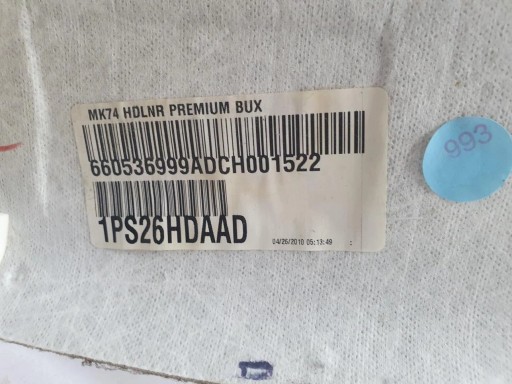 MK74 HDLNR PREMIUM BUX
660536999ADCH001522
1PS26HDAAD
04/26/2010 05:13:49 :
993